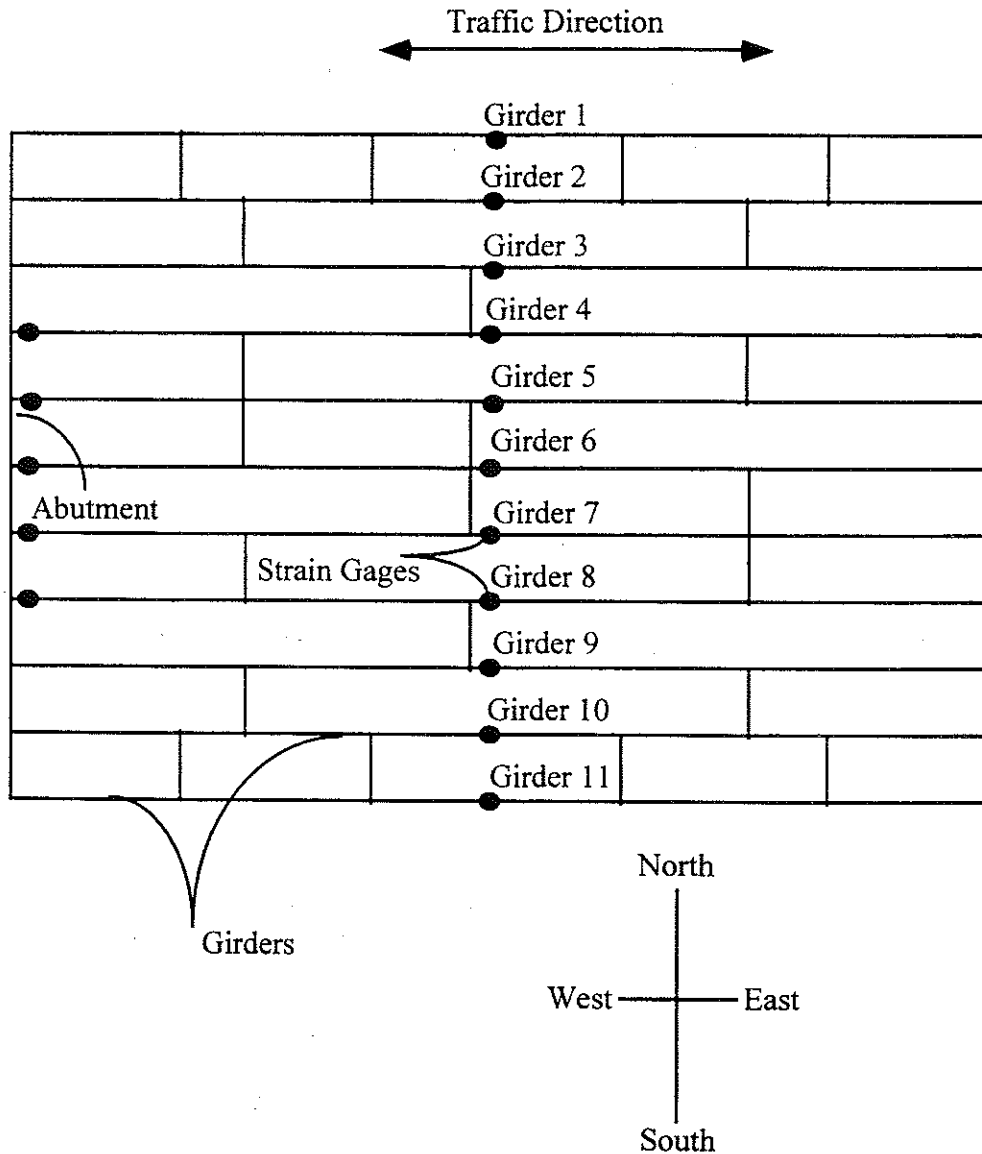 Traffic Direction
Girder 1
Girder 2
Girder 3
Girder 4
Girder 5
Girder 6
Abutment
Girder 7
Strain Gages
Girder 8
Girder 9
Girder 10
Girder 11
North
Girders
West
East
South